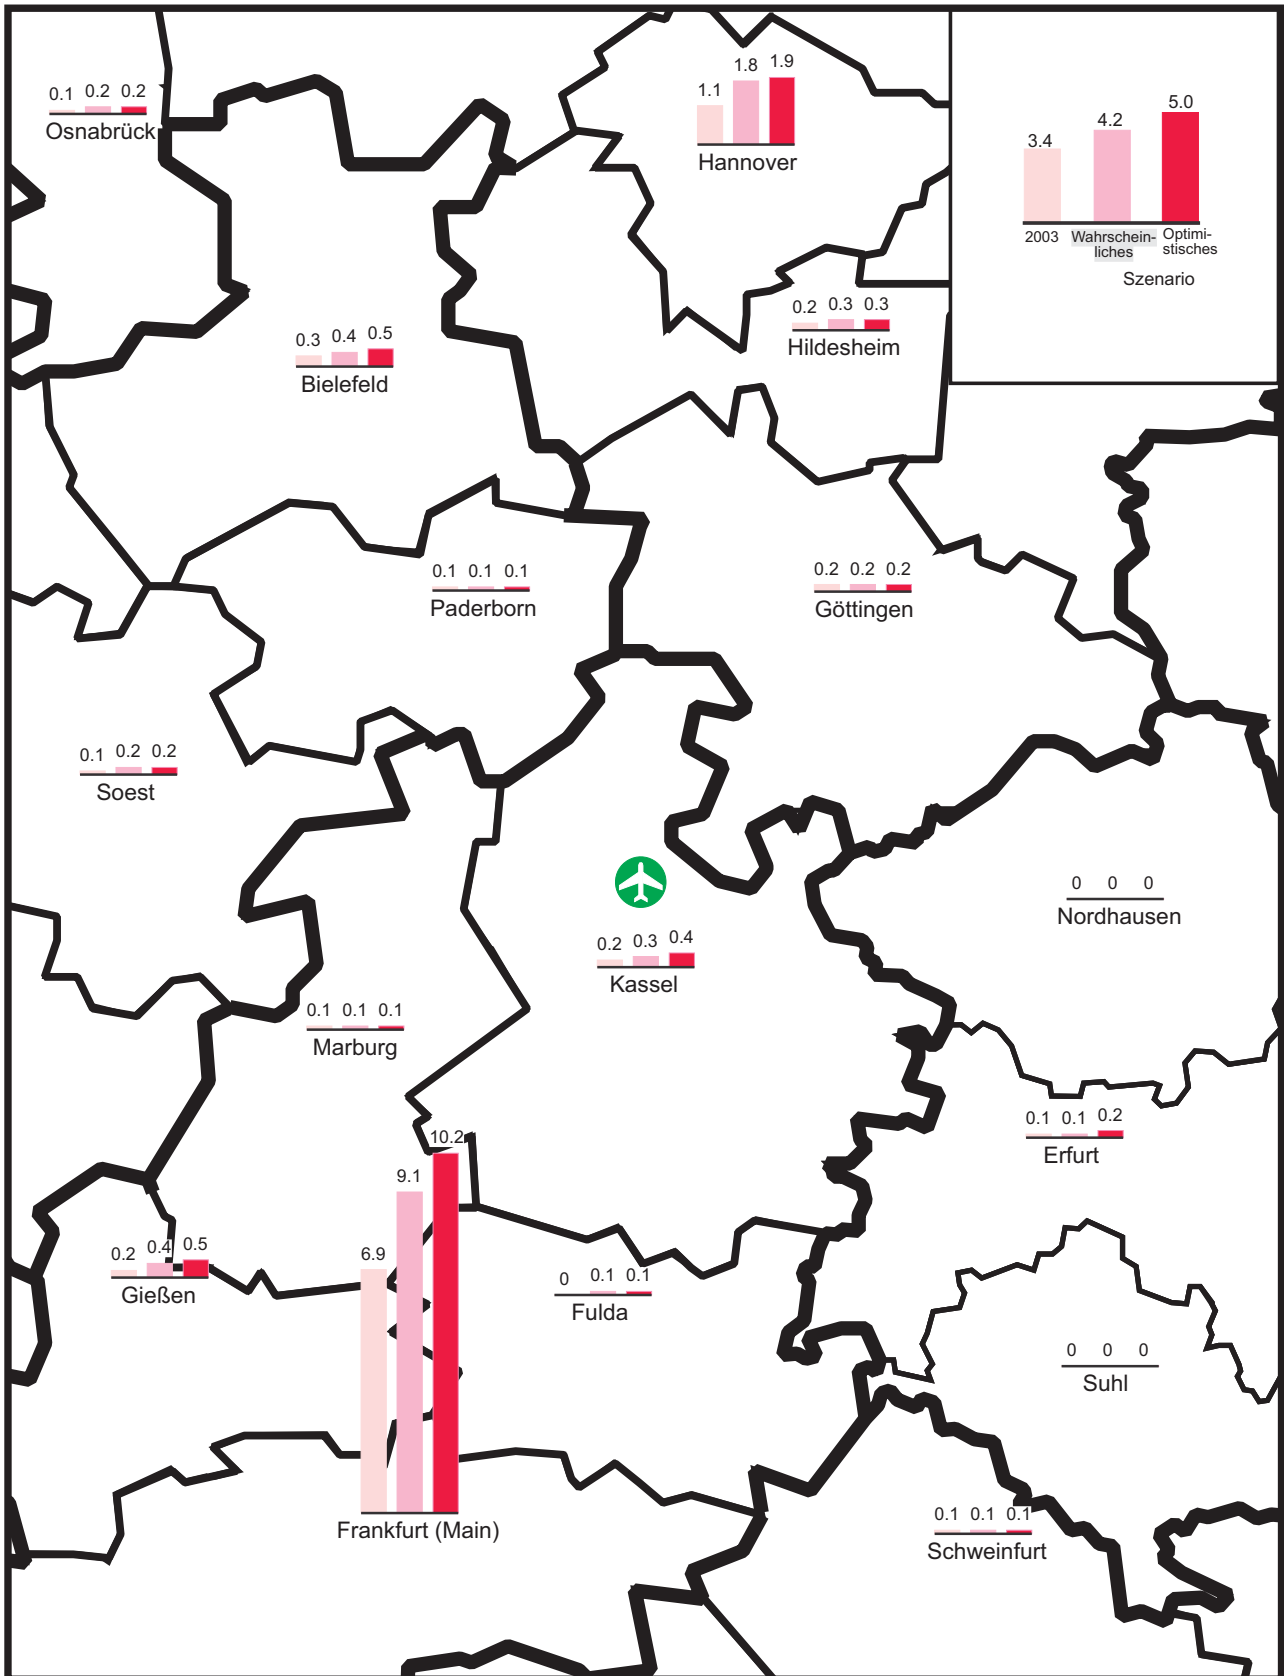 0.1 0.2 0.2
Osnabrück
1.1 1.8 1.9
Hannover
3.4 4.2 5.0
2003 Wahrschein-
liches
Optimi-
stisches
Szenario
0.2 0.3 0.3
Hildesheim
0.3 0.4 0.5
Bielefeld
0.1 0.1 0.1
Paderborn
0.2 0.2 0.2
Göttingen
0.1 0.2 0.2
Soest
0 0 0
Nordhausen
0.2 0.3 0.4
Kassel
0.1 0.1 0.1
Marburg
0.1 0.1 0.2
Erfurt
6.9 9.1 10.2
Frankfurt (Main)
0.2 0.4 0.5
Gießen
0 0.1 0.1
Fulda
0 0 0
Suhl
0.1 0.1 0.1
Schweinfurt